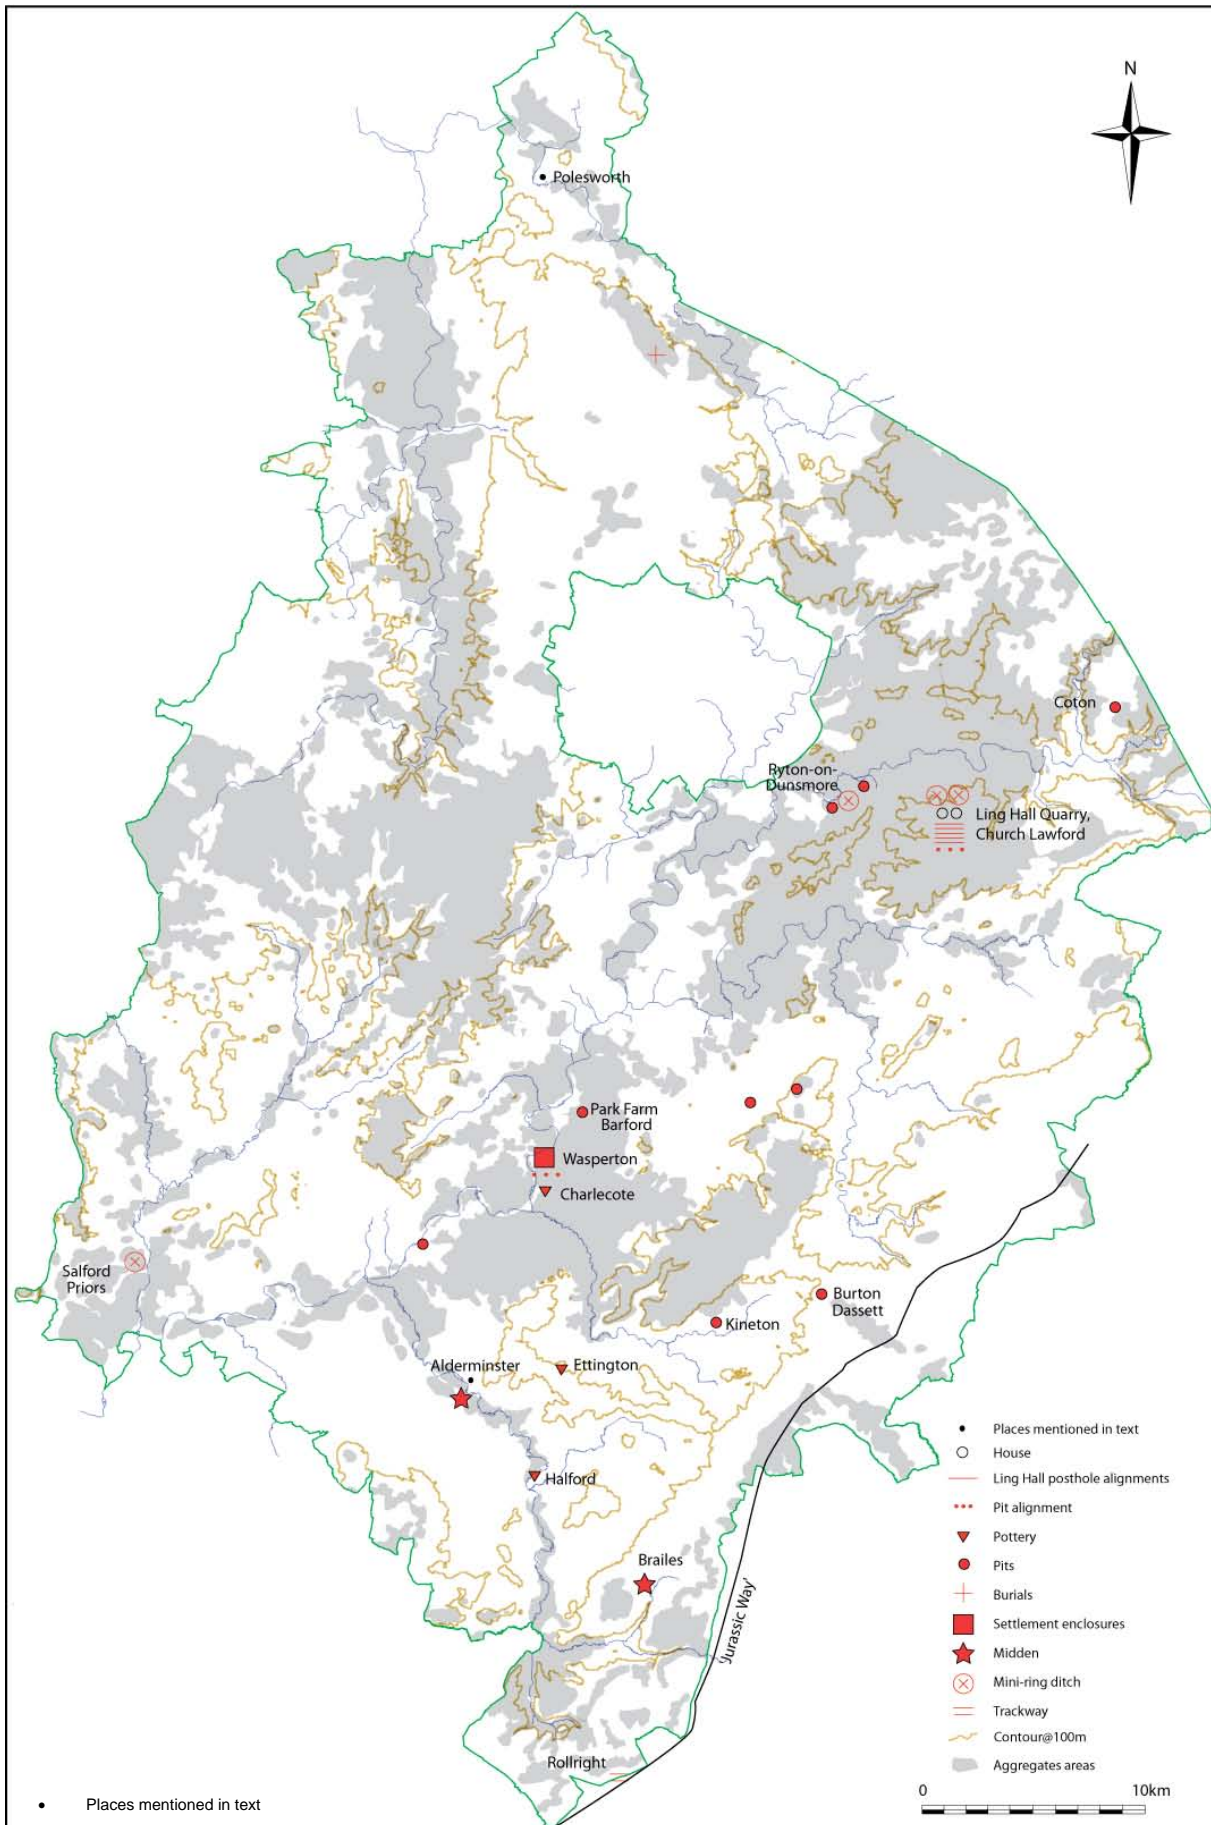 N
Polesworth
Coton
Ryton-on-
Dunsmore
Ling Hall Quarry,
Church Lawford
Park Farm
Barford
Wasperton
Charlecote
Salford
Priors
Burton
Dassett
Kineton
Alderminster
Ettington
Halford
Brailes
'Jurassic Way'
Rollright
Places mentioned in text
House
Ling Hall posthole alignments
Pit alignment
Pottery
Pits
Burials
Settlement enclosures
Midden
Mini-ring ditch
Trackway
Contour@100m
Aggregates areas
0 10km
• Places mentioned in text